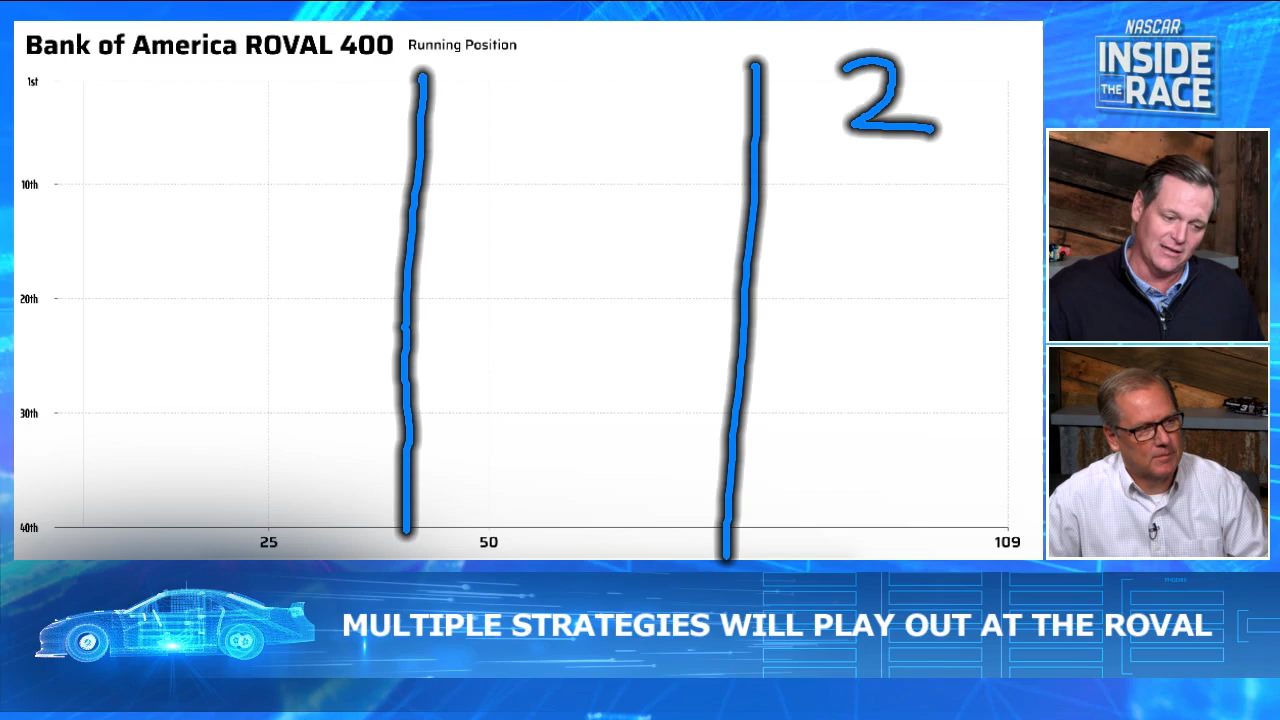 Bank of America ROVAL 400 Running Position
1st
10th
20th
30th
40th
25 50 109
2
NASCAR
INSIDE
THE RACE
MULTIPLE STRATEGIES WILL PLAY OUT AT THE ROVAL